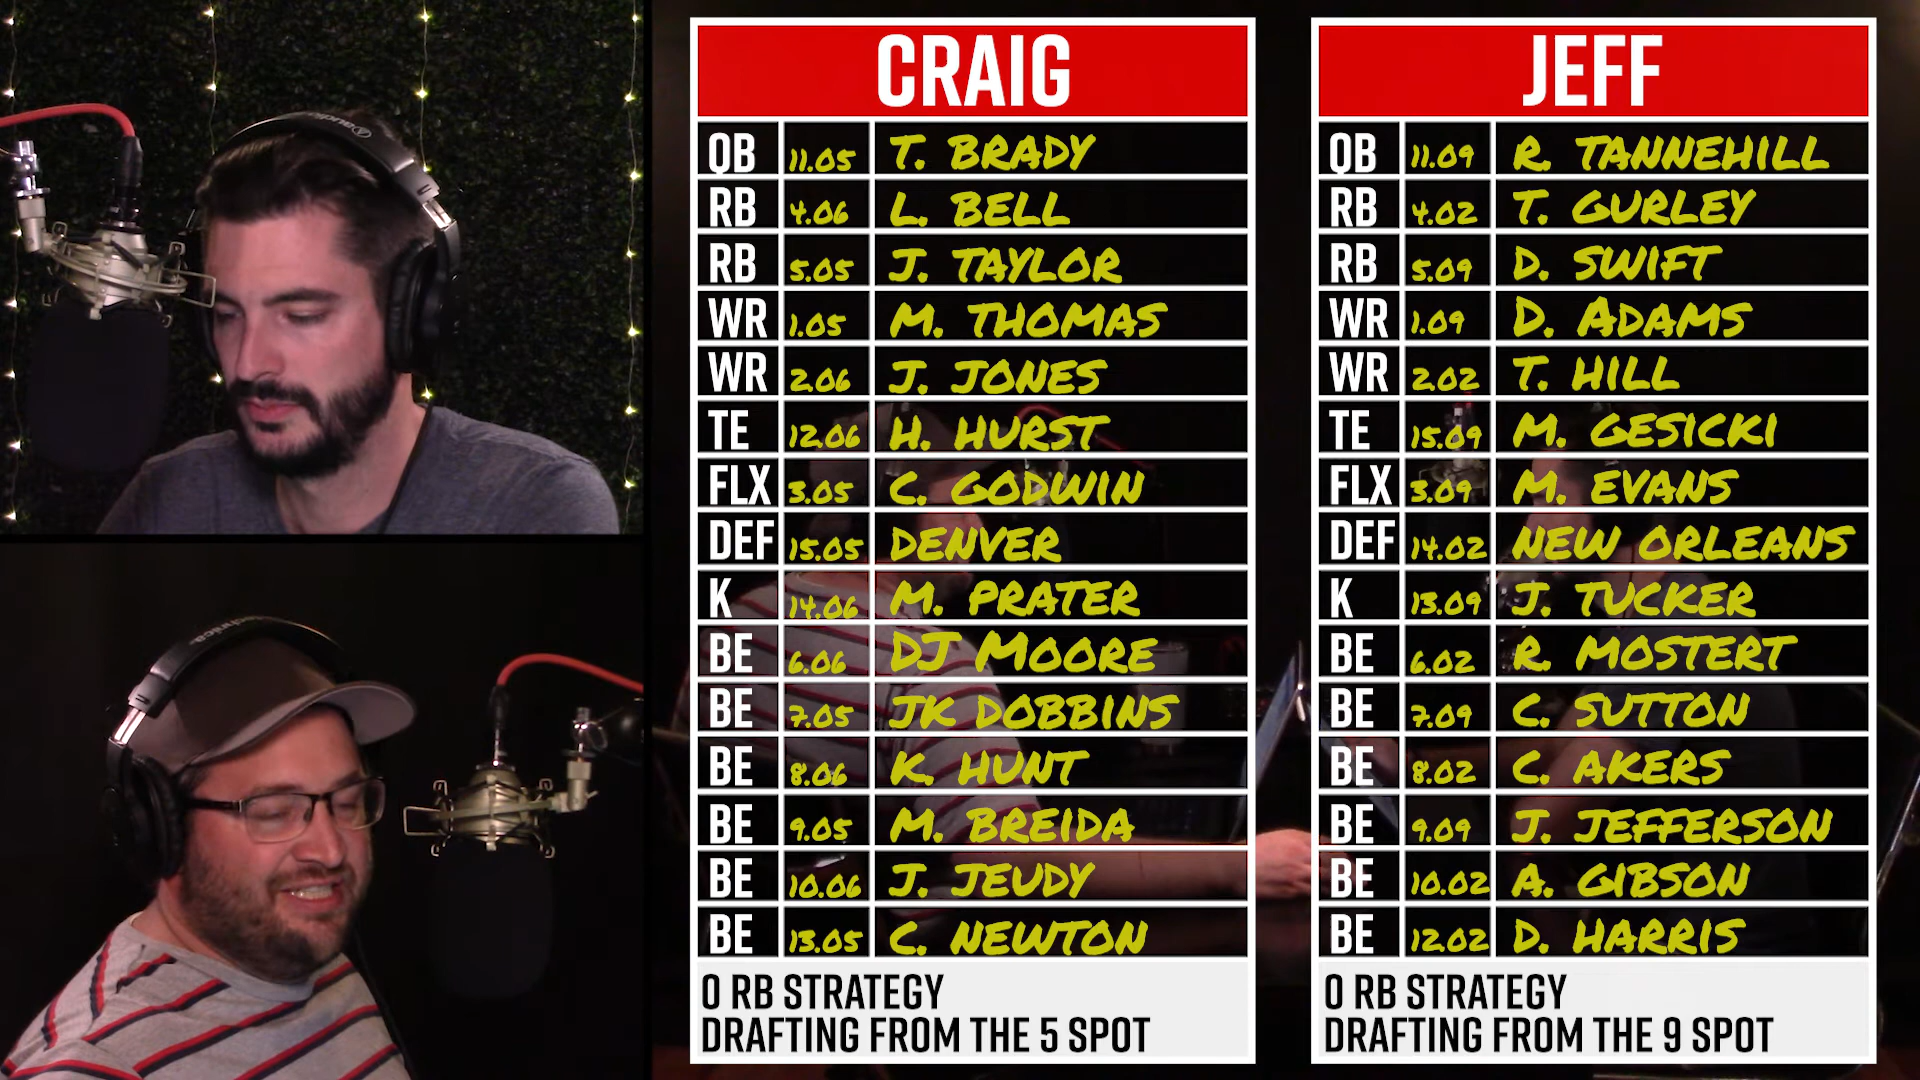 CRAIG
QB 11.05 T. BRADY
RB 4.06 L. BELL
RB 5.05 J. TAYLOR
WR 1.05 M. THOMAS
WR 2.06 J. JONES
TE 12.06 H. HURST
FLX 3.05 C. GODWIN
DEF 15.05 DENVER
K 14.06 M. PRATER
BE 6.06 DJ MOORE
BE 7.05 JK DOBBINS
BE 8.06 K. HUNT
BE 9.05 M. BREIDA
BE 10.06 J. JEUDY
BE 13.05 C. NEWTON
0 RB STRATEGY
DRAFTING FROM THE 5 SPOT
JEFF
QB 11.09 R. TANNEHILL
RB 4.02 T. GURLEY
RB 5.09 D. SWIFT
WR 1.09 D. ADAMS
WR 2.02 T. HILL
TE 15.09 M. GESICKI
FLX 3.09 M. EVANS
DEF 14.02 NEW ORLEANS
K 13.09 J. TUCKER
BE 6.02 R. MOSTERT
BE 7.09 C. SUTTON
BE 8.02 C. AKERS
BE 9.09 J. JEFFERSON
BE 10.02 A. GIBSON
BE 12.02 D. HARRIS
0 RB STRATEGY
DRAFTING FROM THE 9 SPOT